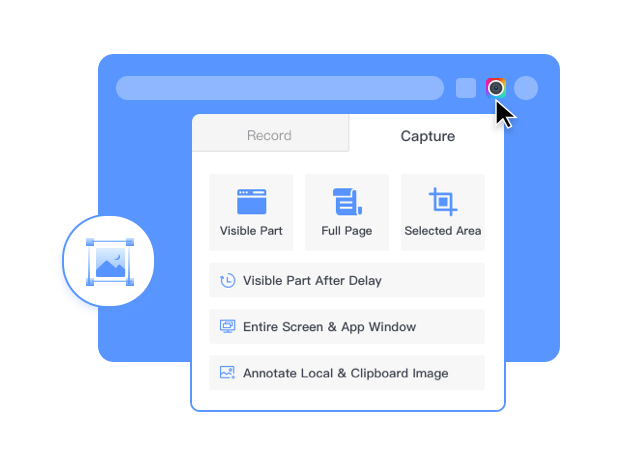 Record
Capture
Visible Part
Full Page
Selected Area
Visible Part After Delay
Entire Screen & App Window
Annotate Local & Clipboard Image